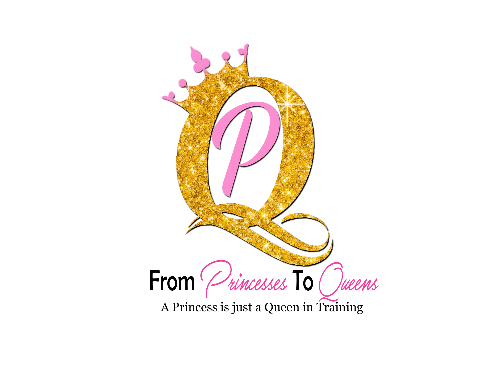 Q
P
From Princesses To Queens
A Princess is just a Queen in Training